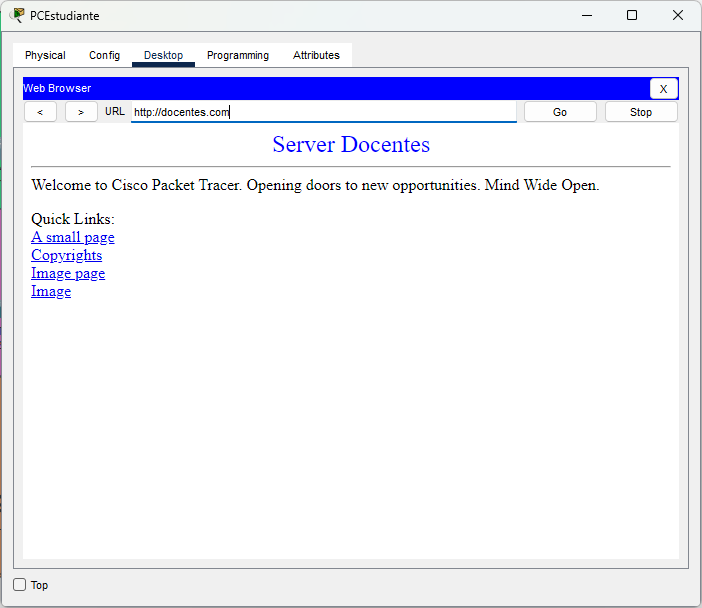 PCEstudiante
Physical Config Desktop Programming Attributes
Web Browser X
< > URL http://docentes.com Go Stop
Server Docentes
Welcome to Cisco Packet Tracer. Opening doors to new opportunities. Mind Wide Open.
Quick Links:
A small page
Copyrights
Image page
Image
Top